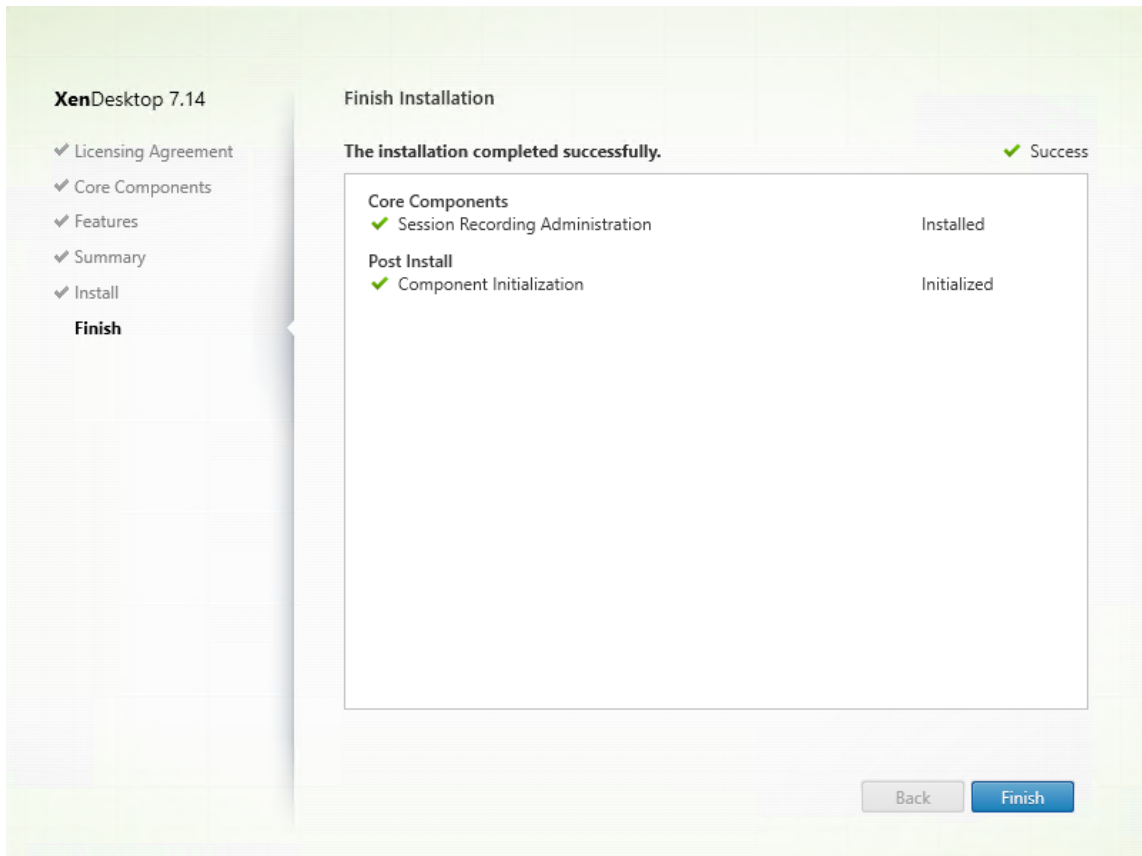 XenDesktop 7.14
Licensing Agreement
Core Components
Features
Summary
Install
Finish
Finish Installation
The installation completed successfully.
Success
Core Components
Session Recording Administration Installed
Post Install
Component Initialization Initialized
Back Finish